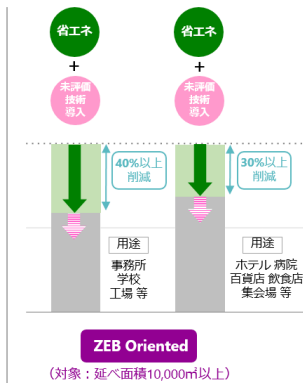 省エネ
+
未評価
技術
導入
40%以上
削減
用途
事務所
学校
工場 等
省エネ
+
未評価
技術
導入
30%以上
削減
用途
ホテル 病院
百貨店 飲食店
集会場 等
ZEB Oriented
(対象:延べ面積10,000㎡以上)